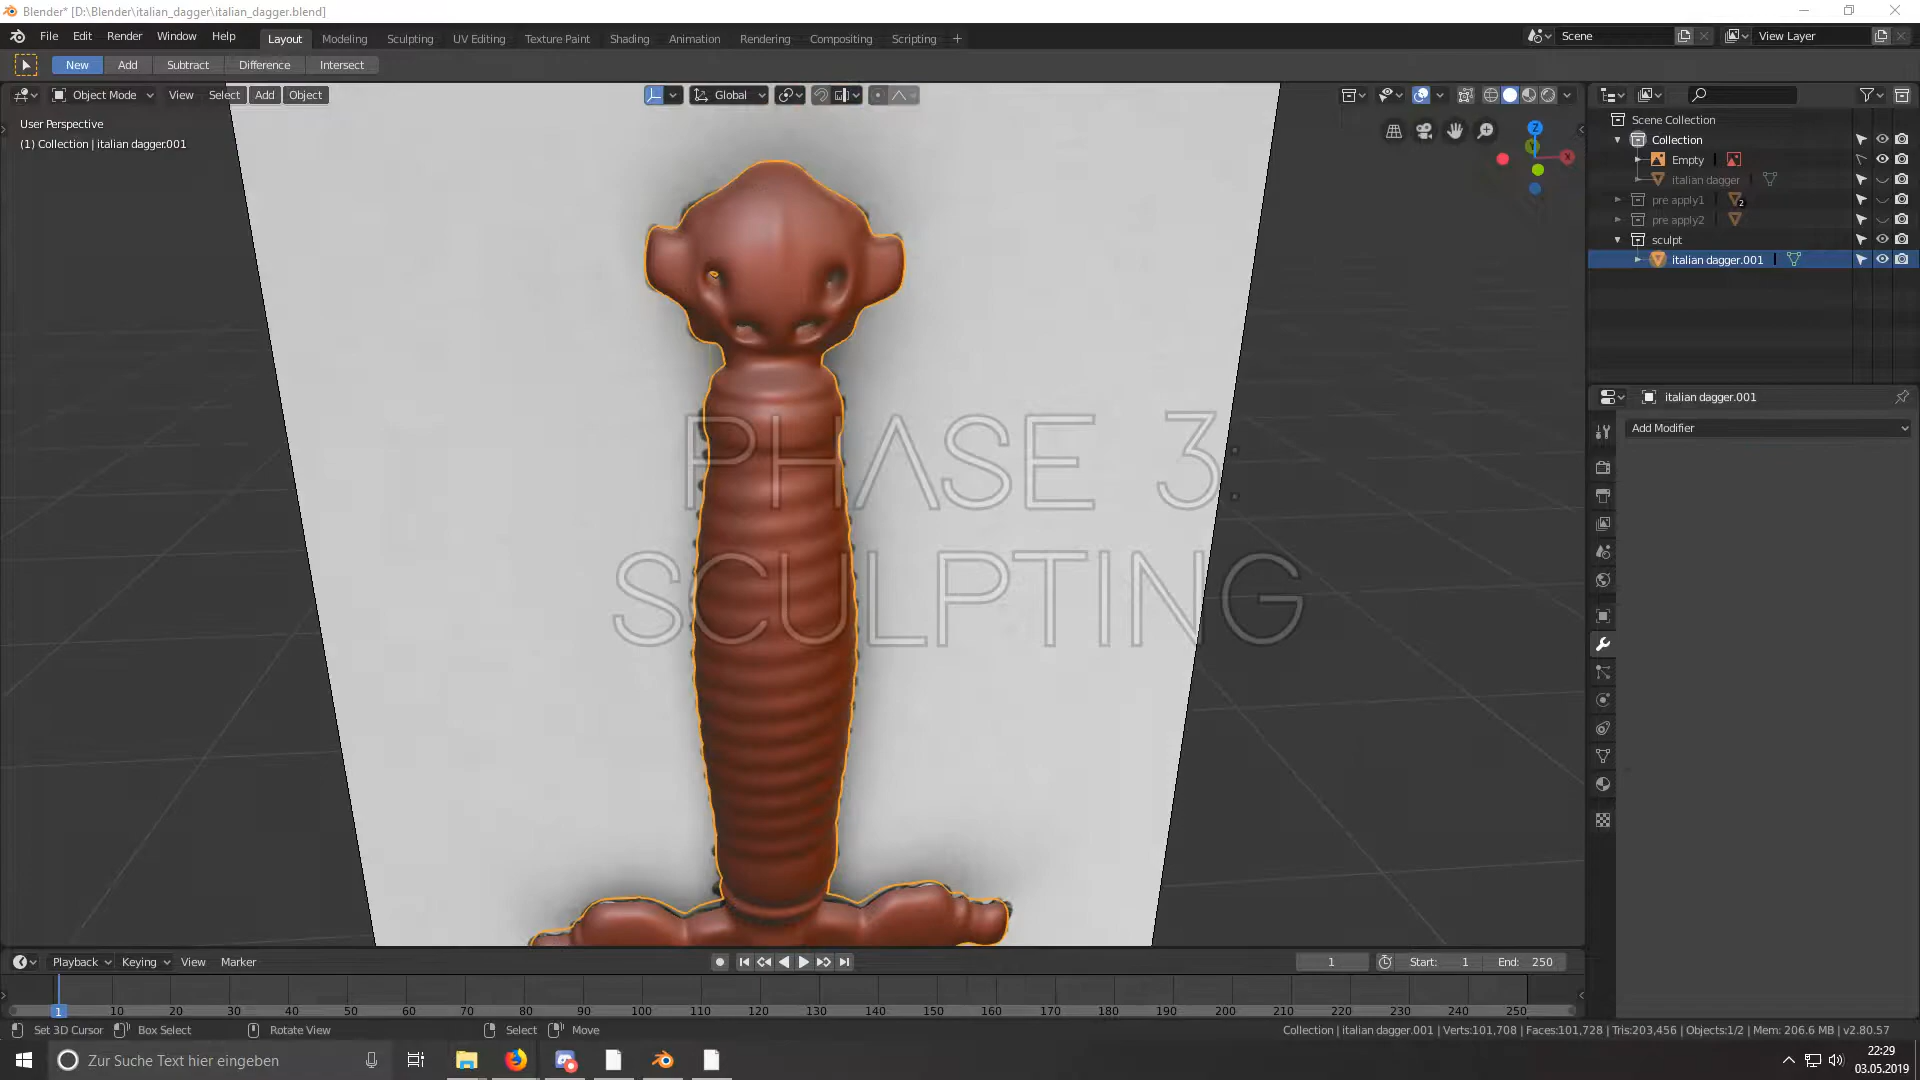 Blender* [D:\Blender\italian_dagger\italian_dagger.blend]
File Edit Render Window Help Layout Modeling Sculpting UV Editing Texture Paint Shading Animation Rendering Compositing Scripting + Scene View Layer
New Add Subtract Difference Intersect
Object Mode View Select Add Object Global
User Perspective
(1) Collection | italian dagger.001
Z
X
Y
Scene Collection
Collection
Empty
italian dagger
pre apply1 2
pre apply2
sculpt
italian dagger.001
italian dagger.001
Add Modifier
PHASE 3:
SCULPTING
Playback Keying View Marker 1 Start: 1 End: 250
1 10 20 30 40 50 60 70 80 90 100 110 120 130 140 150 160 170 180 190 200 210 220 230 240 250
Set 3D Cursor Box Select Rotate View Select Move Collection | italian dagger.001 | Verts:101,708 | Faces:101,728 | Tris:203,456 | Objects:1/2 | Mem: 206.6 MB | v2.80.57
Zur Suche Text hier eingeben
22:29
03.05.2019